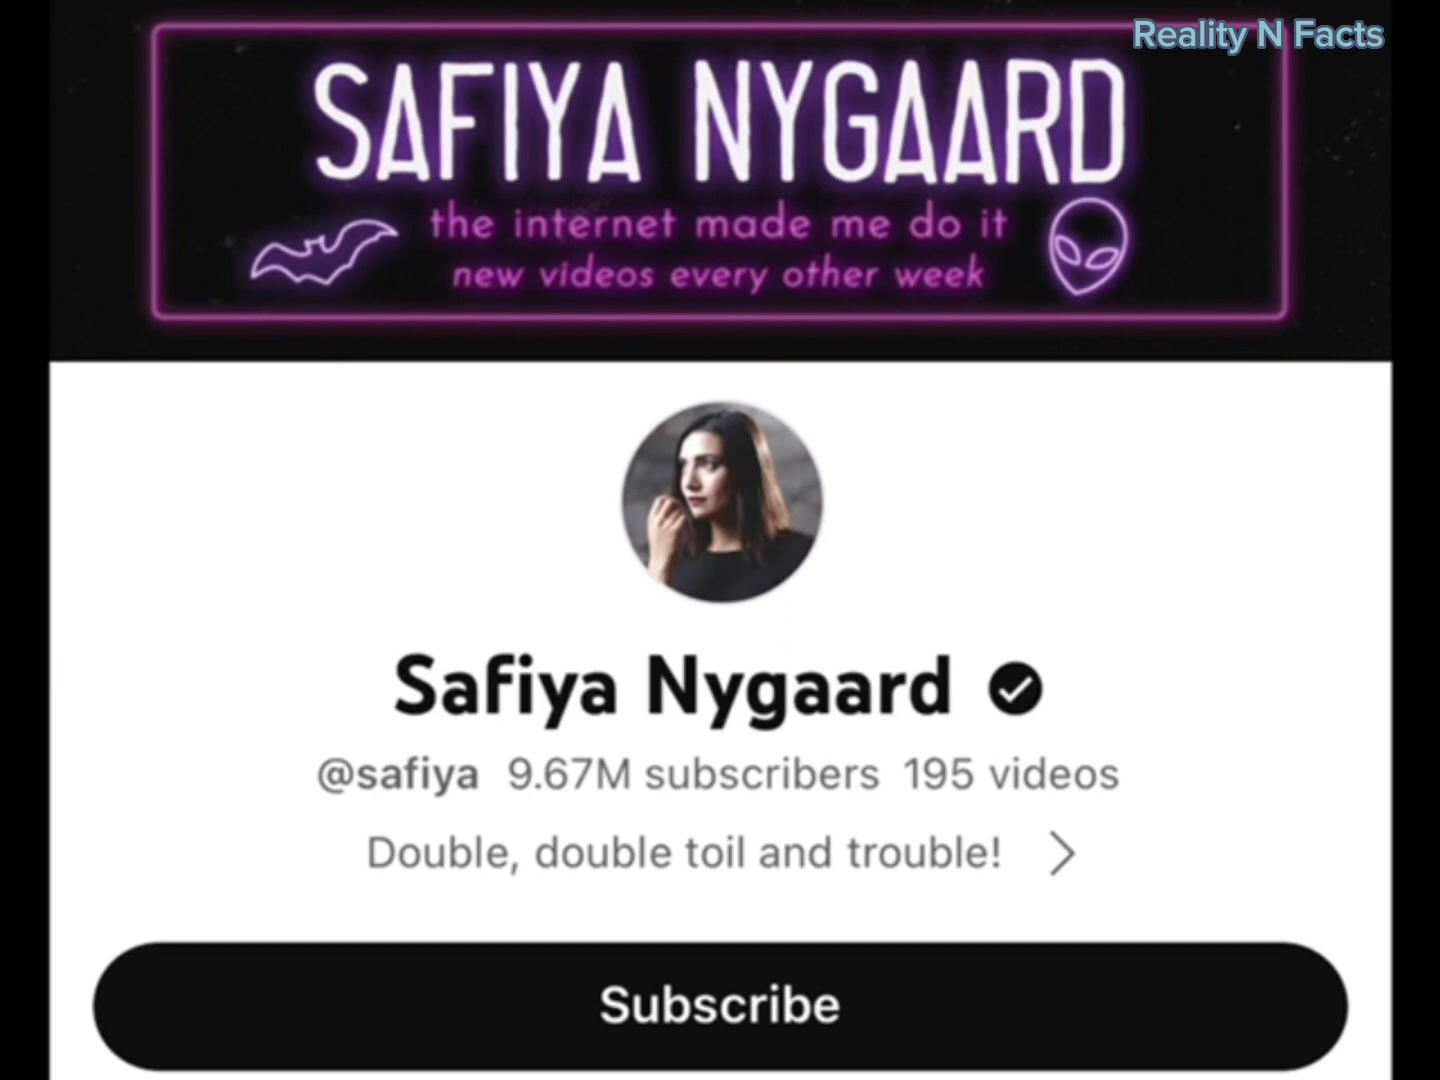 Reality N Facts
SAFIYA NYGAARD
the internet made me do it
new videos every other week
Safiya Nygaard
@safiya 9.67M subscribers 195 videos
Double, double toil and trouble!
Subscribe